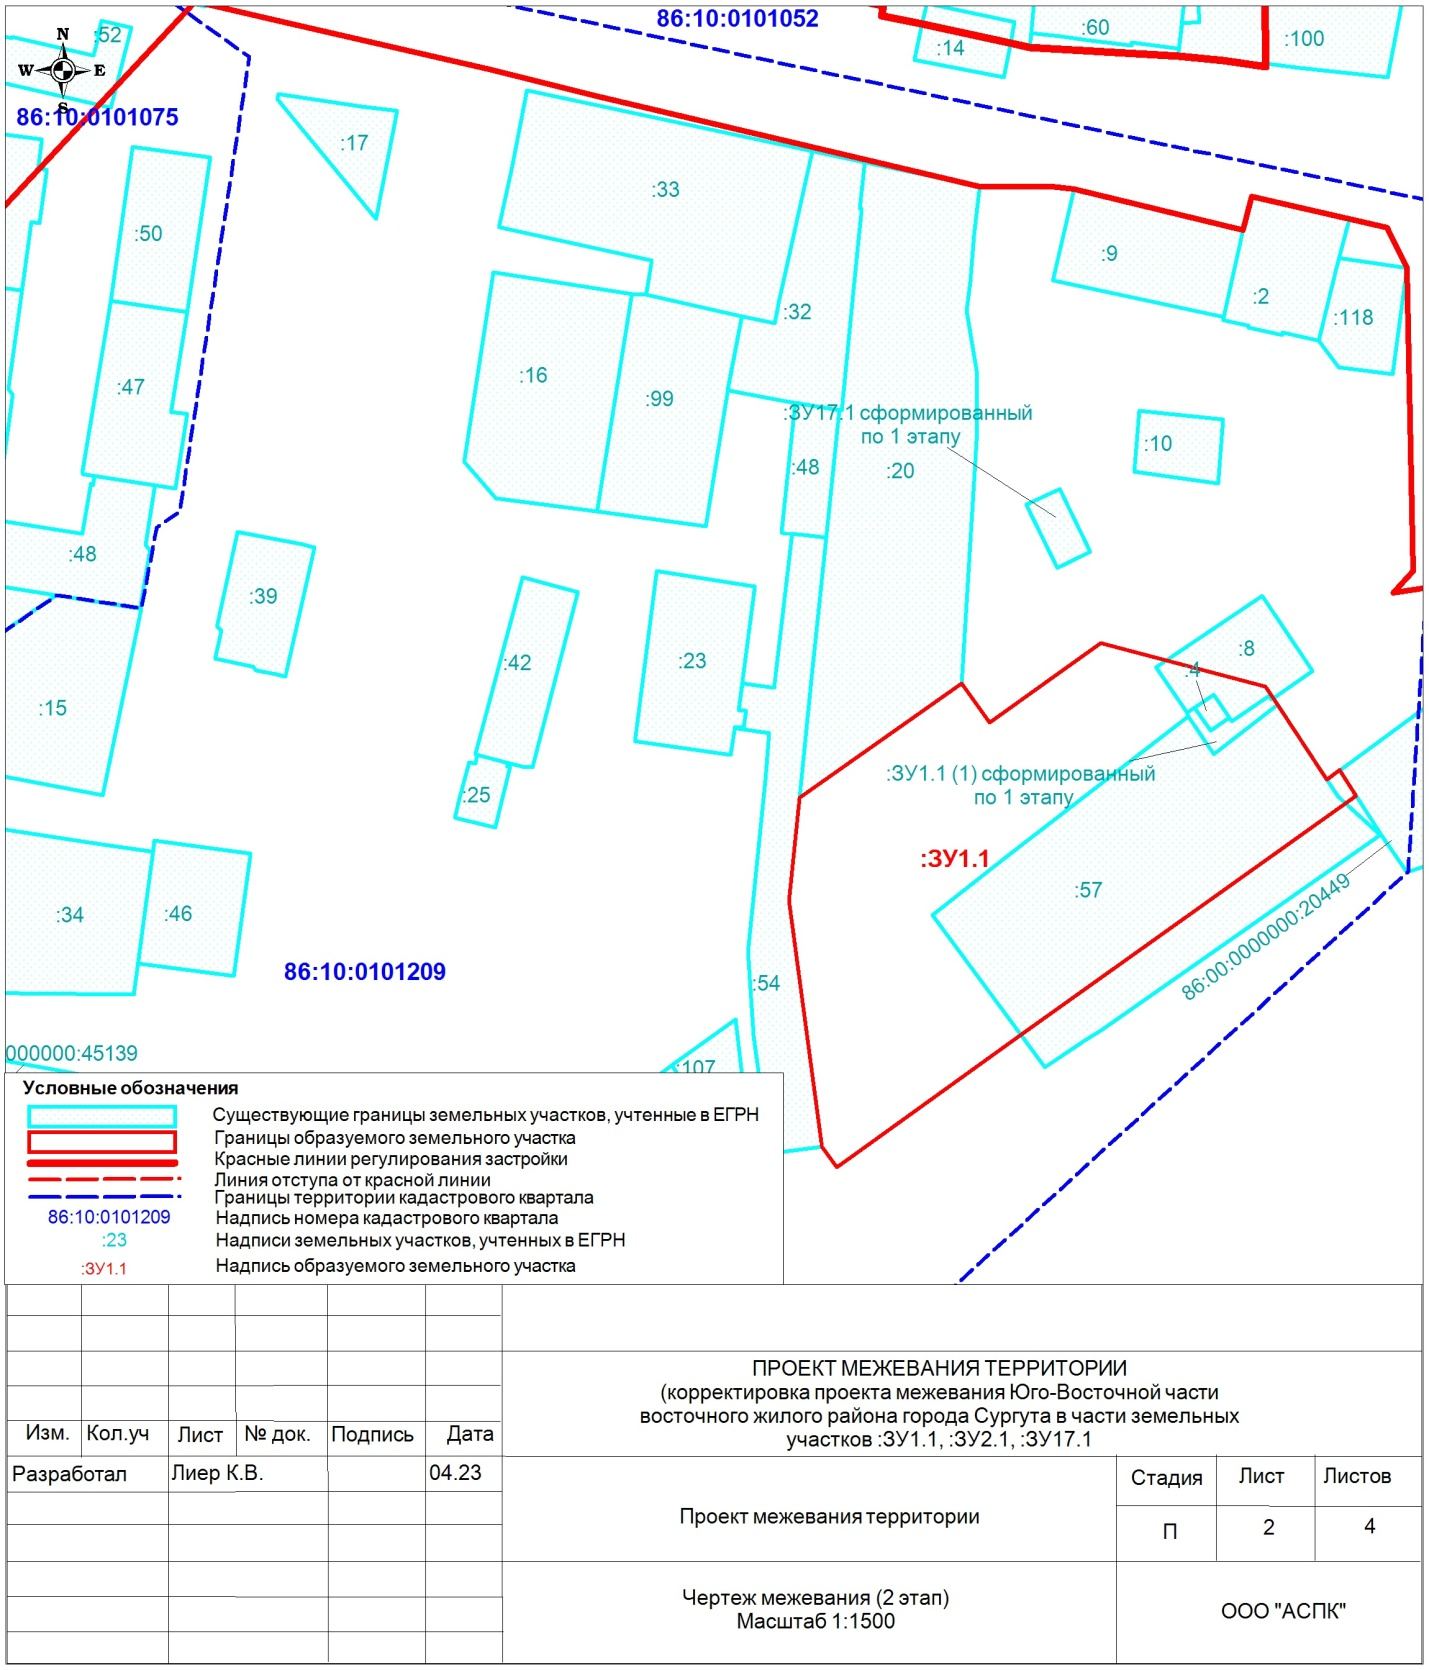 86:10:0101052
:52
N
W
E
S
86:10:0101075
:14
:60
:100
:17
:50
:33
:9
:2
:118
:32
:47
:16
:99
:ЗУ17.1 сформированный
по 1 этапу
:10
:48
:20
:48
:39
:42
:23
:8
:4
:15
:ЗУ1.1 (1) сформированный
по 1 этапу
:25
:ЗУ1.1
:57
86:00:0000000:20449
:34
:46
86:10:0101209
:54
000000:45139
:107
Условные обозначения
Существующие границы земельных участков, учтенные в ЕГРН
Границы образуемого земельного участка
Красные линии регулирования застройки
Линия отступа от красной линии
Границы территории кадастрового квартала
86:10:0101209 Надпись номера кадастрового квартала
:23 Надписи земельных участков, учтенных в ЕГРН
:ЗУ1.1 Надпись образуемого земельного участка
ПРОЕКТ МЕЖЕВАНИЯ ТЕРРИТОРИИ
(корректировка проекта межевания Юго-Восточной части
восточного жилого района города Сургута в части земельных
участков :ЗУ1.1, :ЗУ2.1, :ЗУ17.1
Изм. Кол.уч Лист № док. Подпись Дата
Разработал Лиер К.В. 04.23
Проект межевания территории
Стадия Лист Листов
П 2 4
Чертеж межевания (2 этап)
Масштаб 1:1500
ООО "АСПК"